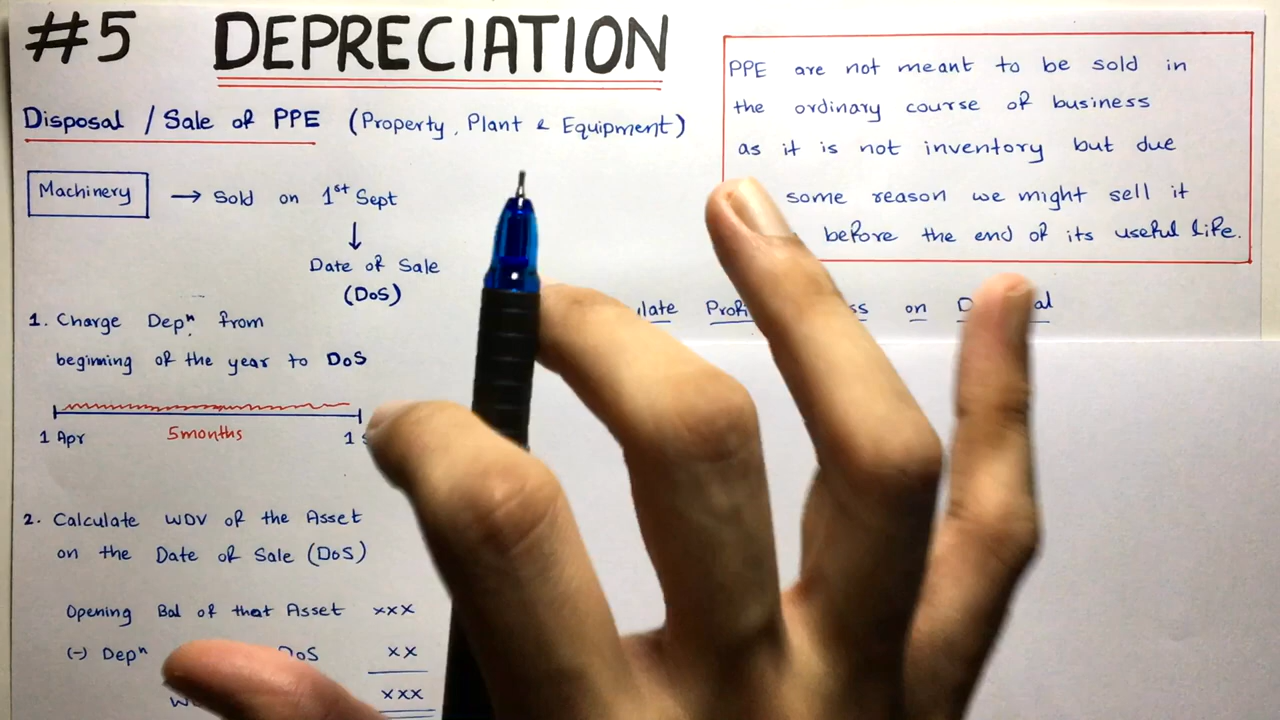 #5 DEPRECIATION
Disposal / Sale of PPE (Property, Plant & Equipment)
Machinery → Sold on 1st Sept
↓
Date of Sale
(DoS)
1. Charge Depn from
beginning of the year to DoS
1 Apr 5months 1
2. Calculate WDV of the Asset
on the Date of Sale (DoS)
Opening Bal of that Asset xxx
(-) Depn DoS xx
xxx
PPE are not meant to be sold in
the ordinary course of business
as it is not inventory but due
some reason we might sell it
before the end of its useful life.
on